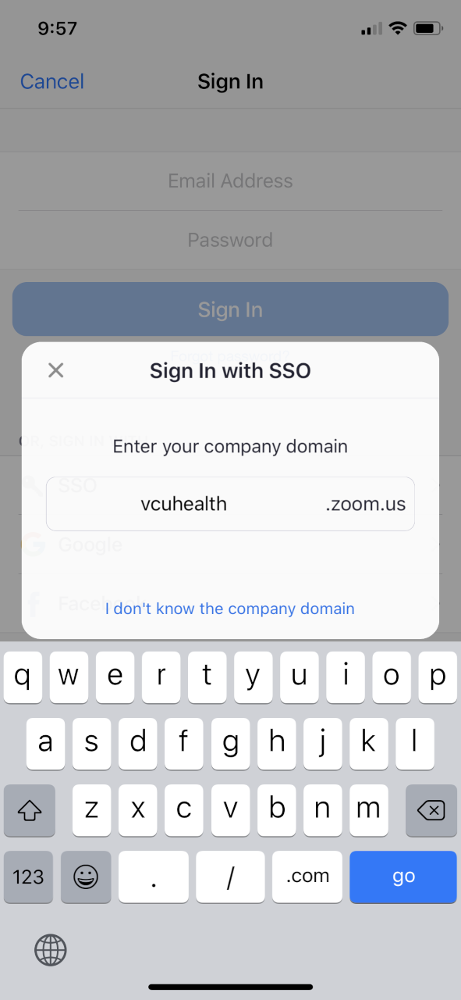 9:57
Cancel Sign In
Email Address
Password
Sign In
Forgot password?
Sign In with SSO
OR, SIGN IN WITH
Enter your company domain
SSO
vcuhealth .zoom.us
Google
Facebook
I don't know the company domain
q w e r t y u i o p
a s d f g h j k l
z x c v b n m
123 . / .com go